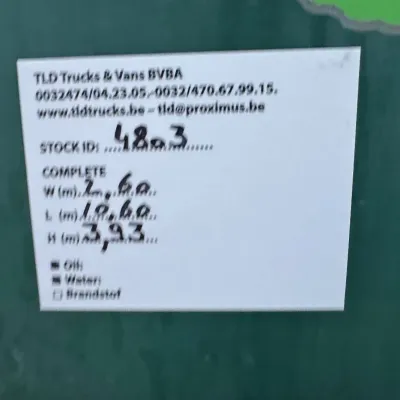 TLD Trucks & Vans BVBA
0032474/04.23.05.-0032/470.67.99.15.
www.tldtrucks.be – tld@proximus.be
STOCK ID: ....4803......
COMPLETE
W (m)..2,60..
L (m).10,60..
H (m)..3,93...
■ Oil:
■ Water:
□ Brandstof